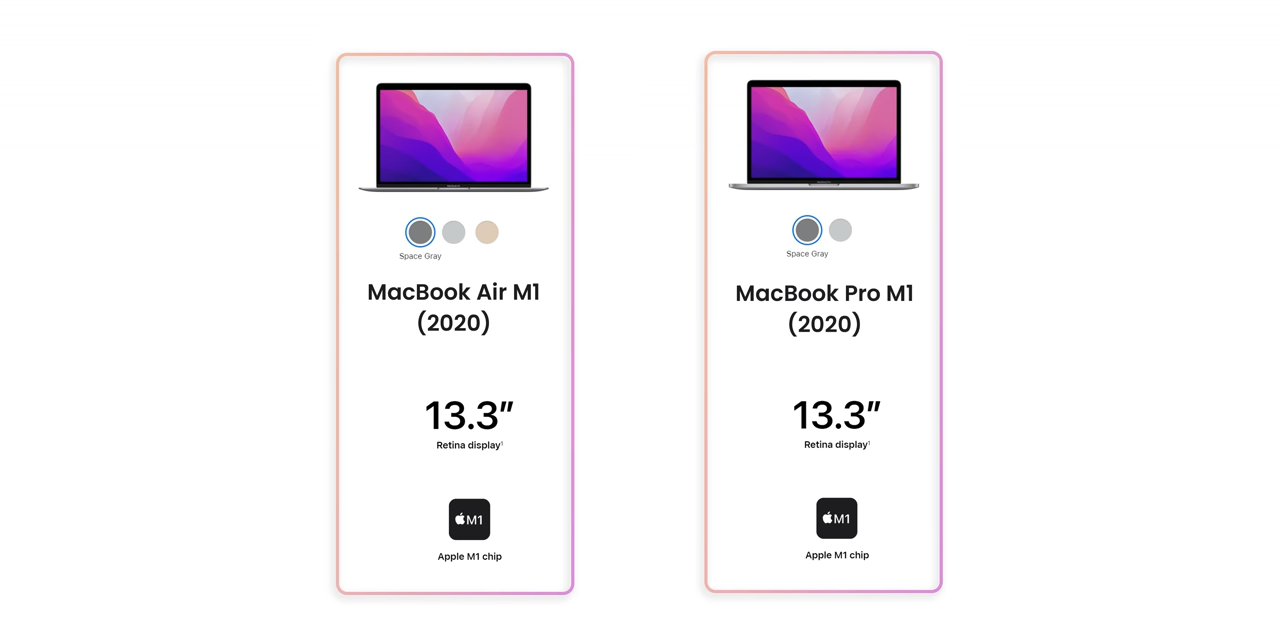 Space Gray
MacBook Air M1
(2020)
13.3″
Retina display¹
M1
Apple M1 chip
Space Gray
MacBook Pro M1
(2020)
13.3″
Retina display¹
M1
Apple M1 chip